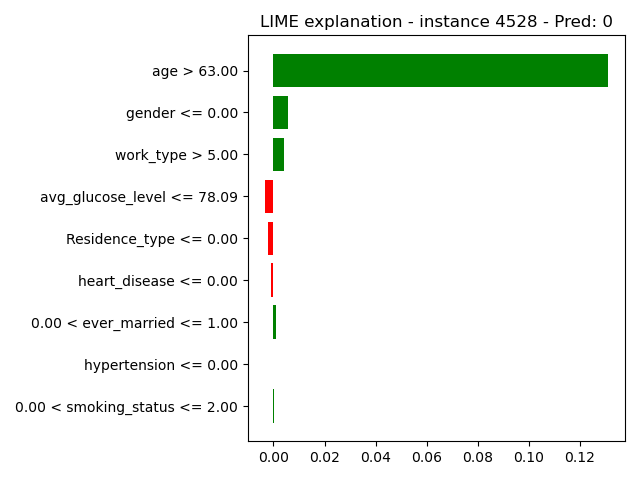 LIME explanation - instance 4528 - Pred: 0
age > 63.00
gender <= 0.00
work_type > 5.00
avg_glucose_level <= 78.09
Residence_type <= 0.00
heart_disease <= 0.00
0.00 < ever_married <= 1.00
hypertension <= 0.00
0.00 < smoking_status <= 2.00
0.00 0.02 0.04 0.06 0.08 0.10 0.12